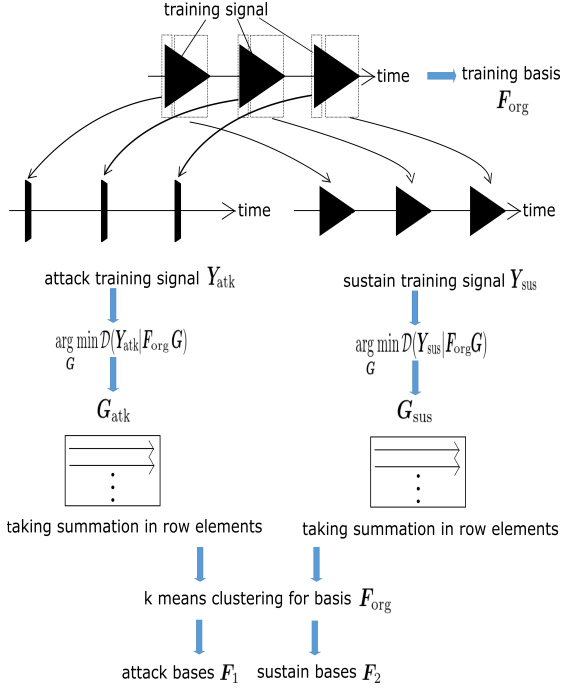 training signal
time
training basis
F_org
time
time
attack training signal Y_atk
sustain training signal Y_sus
arg min_G D(Y_atk|F_org G)
arg min_G D(Y_sus|F_org G)
G_atk
G_sus
taking summation in row elements
taking summation in row elements
k means clustering for basis F_org
attack bases F_1
sustain bases F_2